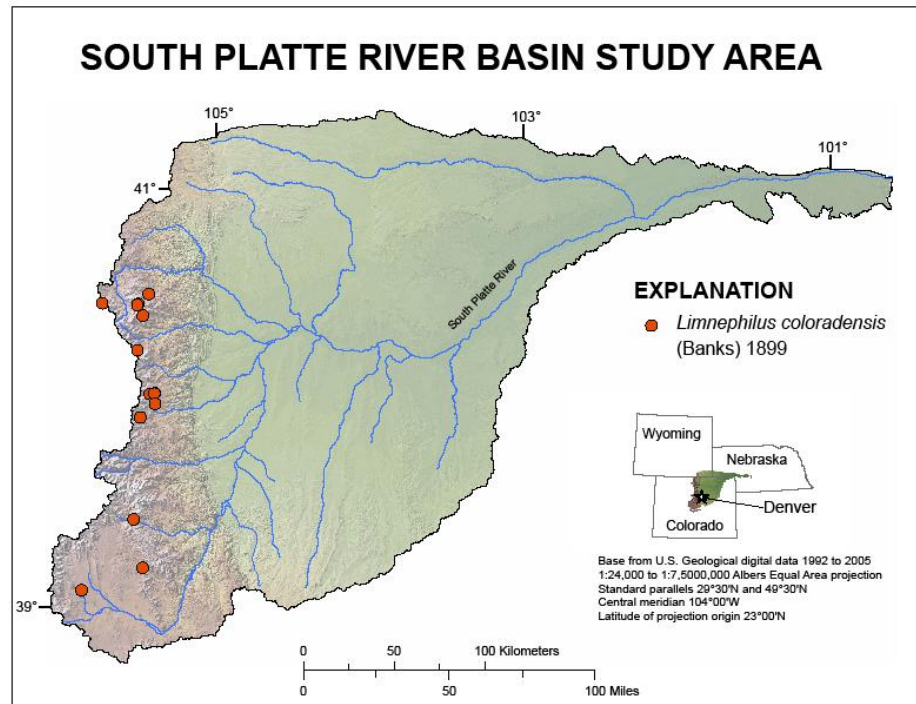 SOUTH PLATTE RIVER BASIN STUDY AREA
105°
103°
101°
41°
South Platte River
EXPLANATION
Limnephilus coloradensis
(Banks) 1899
Wyoming
Nebraska
Denver
Colorado
Base from U.S. Geological digital data 1992 to 2005
1:24,000 to 1:7,5000,000 Albers Equal Area projection
Standard parallels 29°30'N and 49°30'N
Central meridian 104°00'W
Latitude of projection origin 23°00'N
39°
0 50 100 Kilometers
0 50 100 Miles